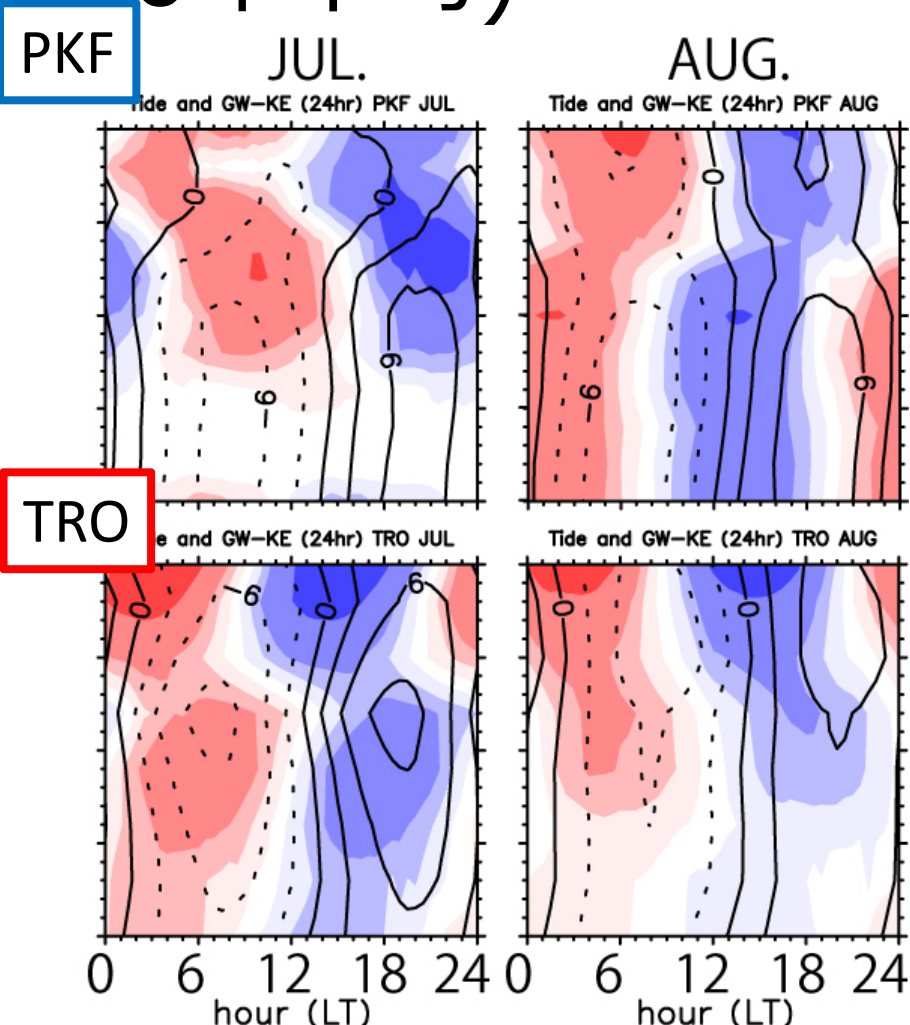 PKF
JUL.
AUG.
Tide and GW-KE (24hr) PKF JUL
Tide and GW-KE (24hr) PKF AUG
0
0
0
6
6
6
6
TRO
and GW-KE (24hr) TRO JUL
Tide and GW-KE (24hr) TRO AUG
0
6
0
6
0
0
0 6 12 18 24
0 6 12 18 24
hour (LT)
hour (LT)